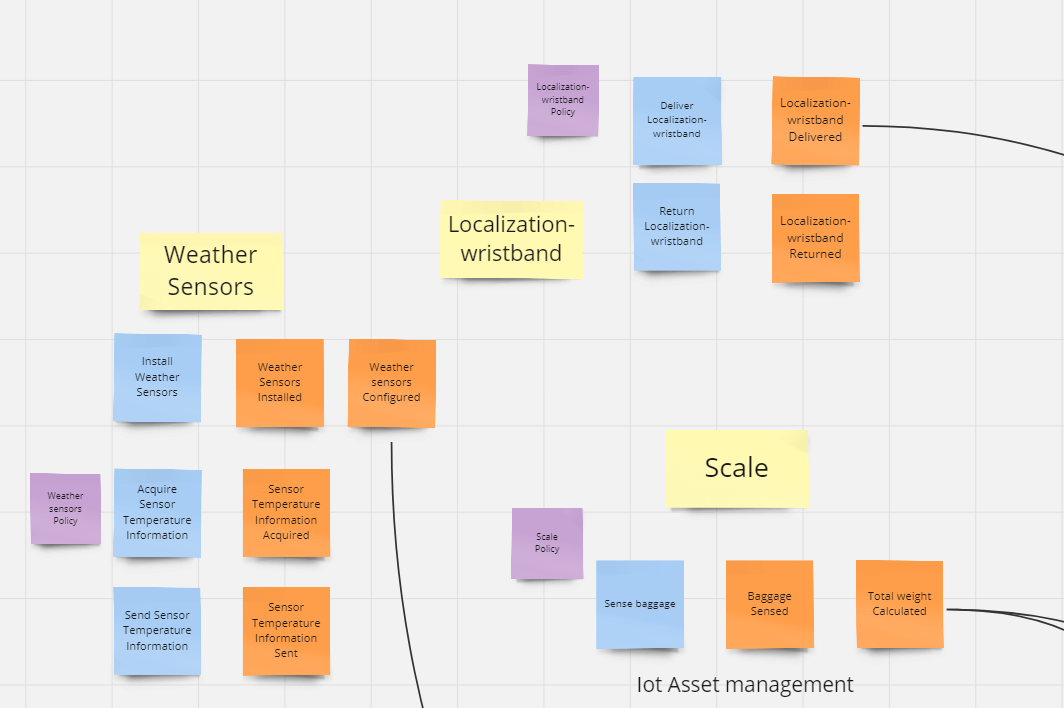 Localization-
wristband
Policy
Deliver
Localization-
wristband
Localization-
wristband
Delivered
Return
Localization-
wristband
Localization-
wristband
Returned
Localization-
wristband
Weather
Sensors
Install
Weather
Sensors
Weather
Sensors
Installed
Weather
sensors
Configured
Weather
sensors
Policy
Acquire
Sensor
Temperature
Information
Sensor
Temperature
Information
Acquired
Send Sensor
Temperature
Information
Sensor
Temperature
Information
Sent
Scale
Scale
Policy
Sense baggage
Baggage
Sensed
Total weight
Calculated
Iot Asset management